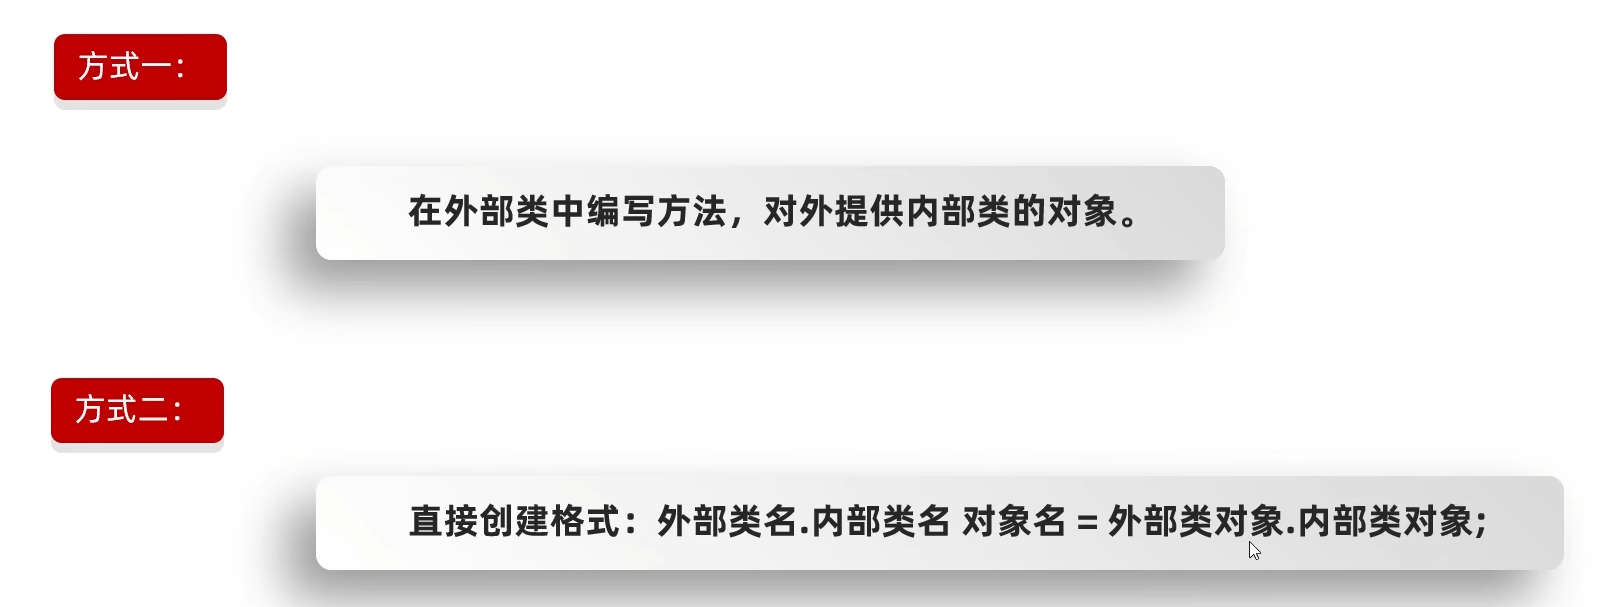 方式一：
在外部类中编写方法，对外提供内部类的对象。
方式二：
直接创建格式：外部类名.内部类名 对象名 = 外部类对象.内部类对象;